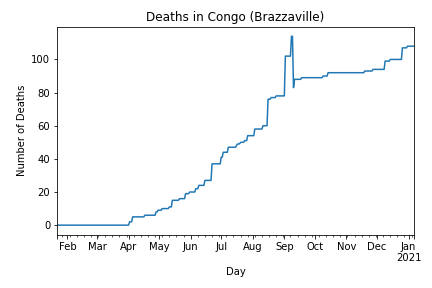 Deaths in Congo (Brazzaville)
Number of Deaths
100
80
60
40
20
0
Feb Mar Apr May Jun Jul Aug Sep Oct Nov Dec Jan
2021
Day